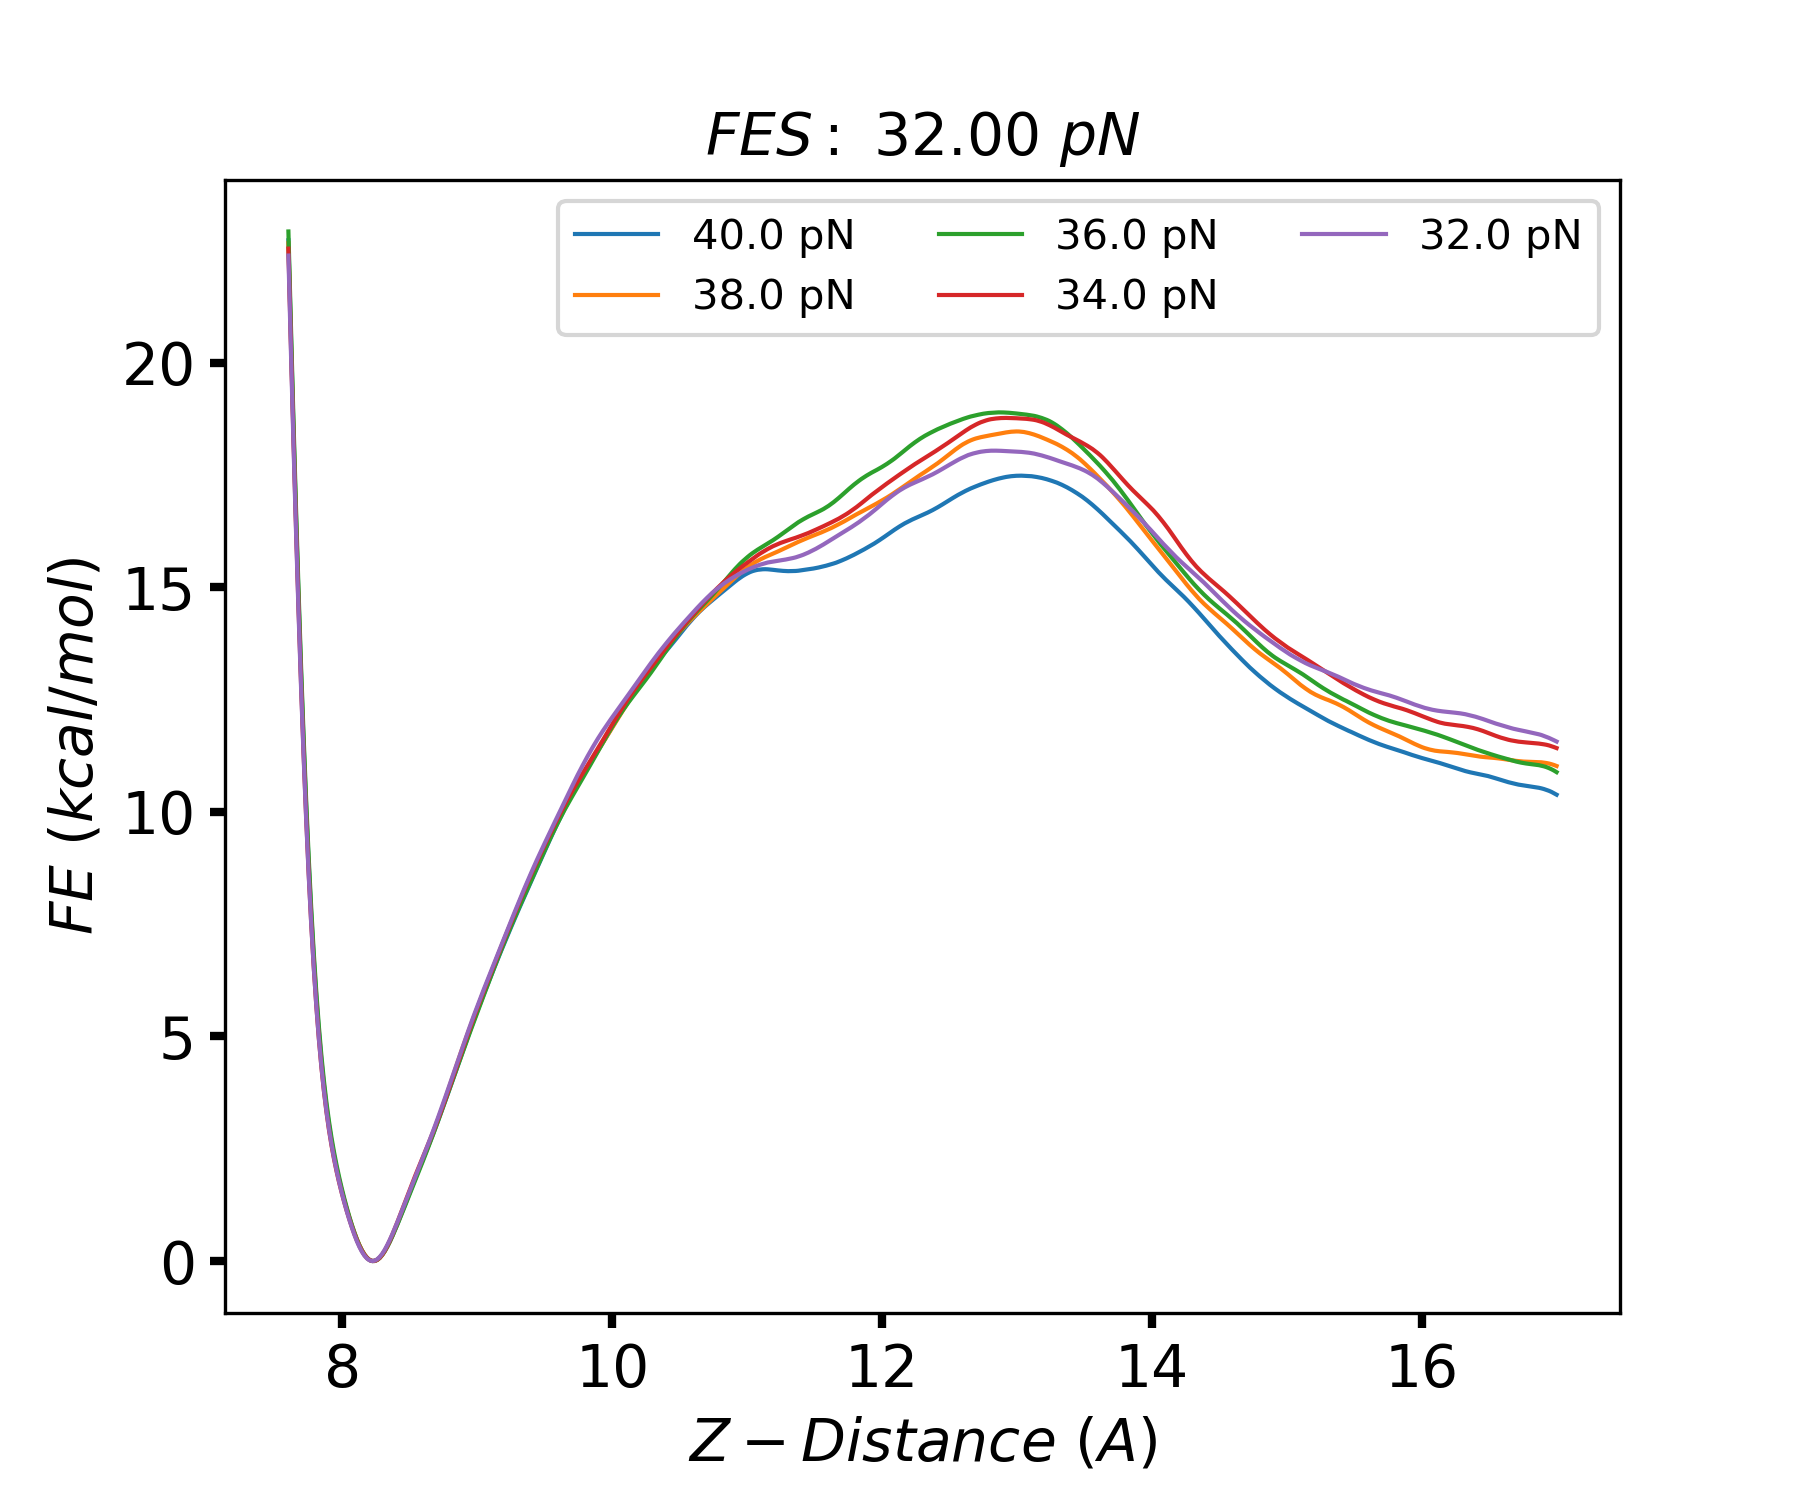 FES: 32.00 pN
40.0 pN 36.0 pN 32.0 pN
38.0 pN 34.0 pN
20
15
10
5
0
FE (kcal/mol)
8 10 12 14 16
Z − Distance (A)